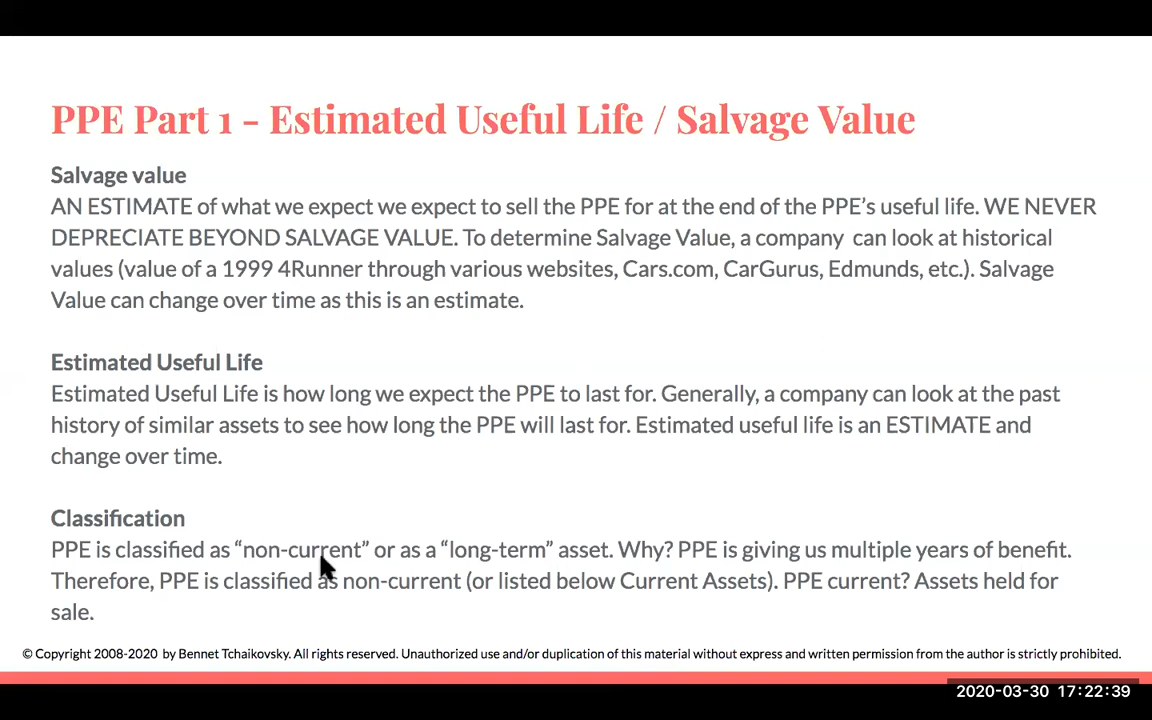 PPE Part 1 - Estimated Useful Life / Salvage Value
Salvage value
AN ESTIMATE of what we expect we expect to sell the PPE for at the end of the PPE's useful life. WE NEVER
DEPRECIATE BEYOND SALVAGE VALUE. To determine Salvage Value, a company can look at historical
values (value of a 1999 4Runner through various websites, Cars.com, CarGurus, Edmunds, etc.). Salvage
Value can change over time as this is an estimate.
Estimated Useful Life
Estimated Useful Life is how long we expect the PPE to last for. Generally, a company can look at the past
history of similar assets to see how long the PPE will last for. Estimated useful life is an ESTIMATE and
change over time.
Classification
PPE is classified as “non-current” or as a “long-term” asset. Why? PPE is giving us multiple years of benefit.
Therefore, PPE is classified as non-current (or listed below Current Assets). PPE current? Assets held for
sale.
© Copyright 2008-2020 by Bennet Tchaikovsky. All rights reserved. Unauthorized use and/or duplication of this material without express and written permission from the author is strictly prohibited.
2020-03-30 17:22:39